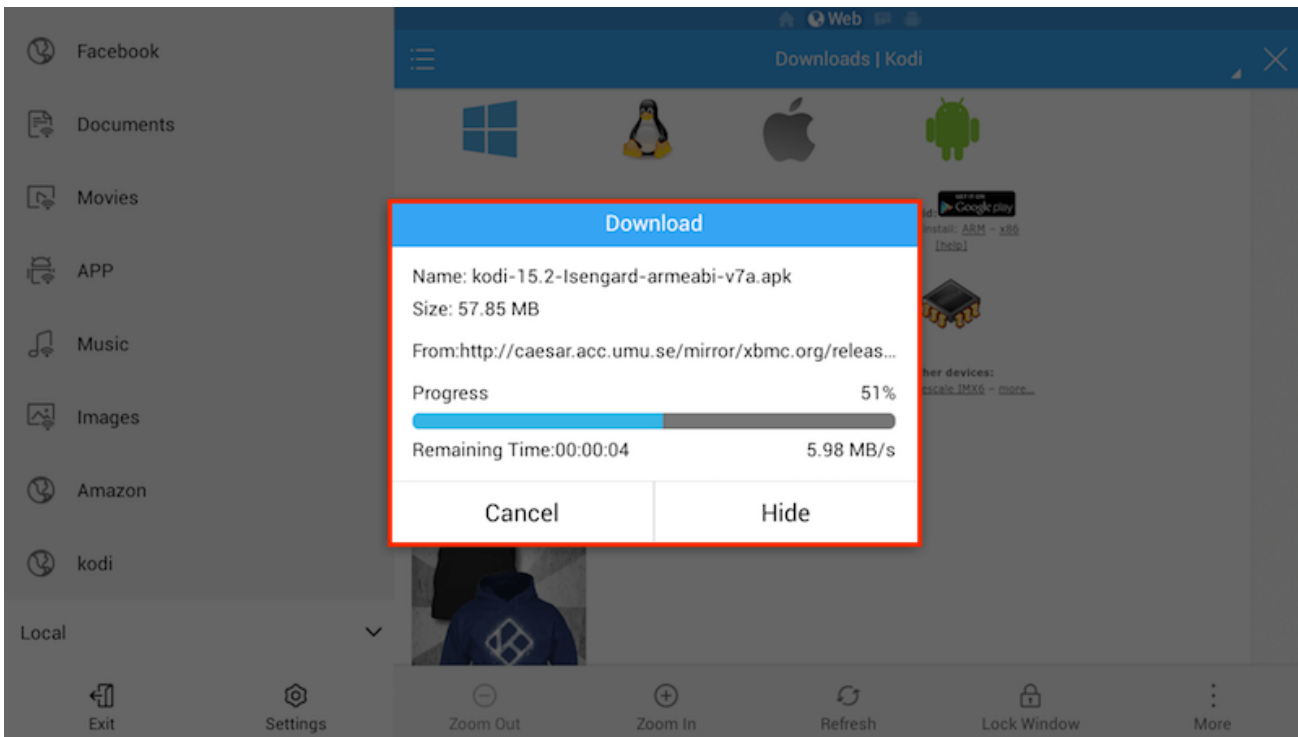 Facebook
Documents
Movies
APP
Music
Images
Amazon
kodi
Local
Exit
Settings
Web
Downloads | Kodi
GET IT ON
Google play
id:
install: ARM - x86
[help]
Download
Name: kodi-15.2-Isengard-armeabi-v7a.apk
Size: 57.85 MB
From:http://caesar.acc.umu.se/mirror/xbmc.org/releas...
Progress 51%
Remaining Time:00:00:04 5.98 MB/s
Cancel Hide
her devices:
escale IMX6 - more...
Zoom Out
Zoom In
Refresh
Lock Window
More